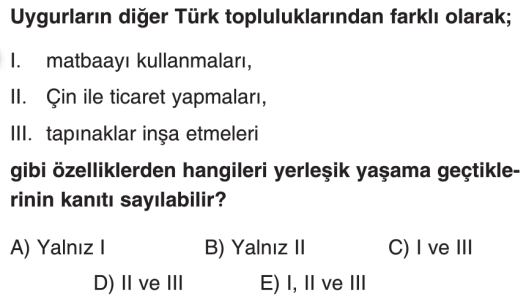 Uygurların diğer Türk topluluklarından farklı olarak;
I. matbaayı kullanmaları,
II. Çin ile ticaret yapmaları,
III. tapınaklar inşa etmeleri
gibi özelliklerden hangileri yerleşik yaşama geçtikle-
rinin kanıtı sayılabilir?
A) Yalnız I B) Yalnız II C) I ve III
D) II ve III E) I, II ve III